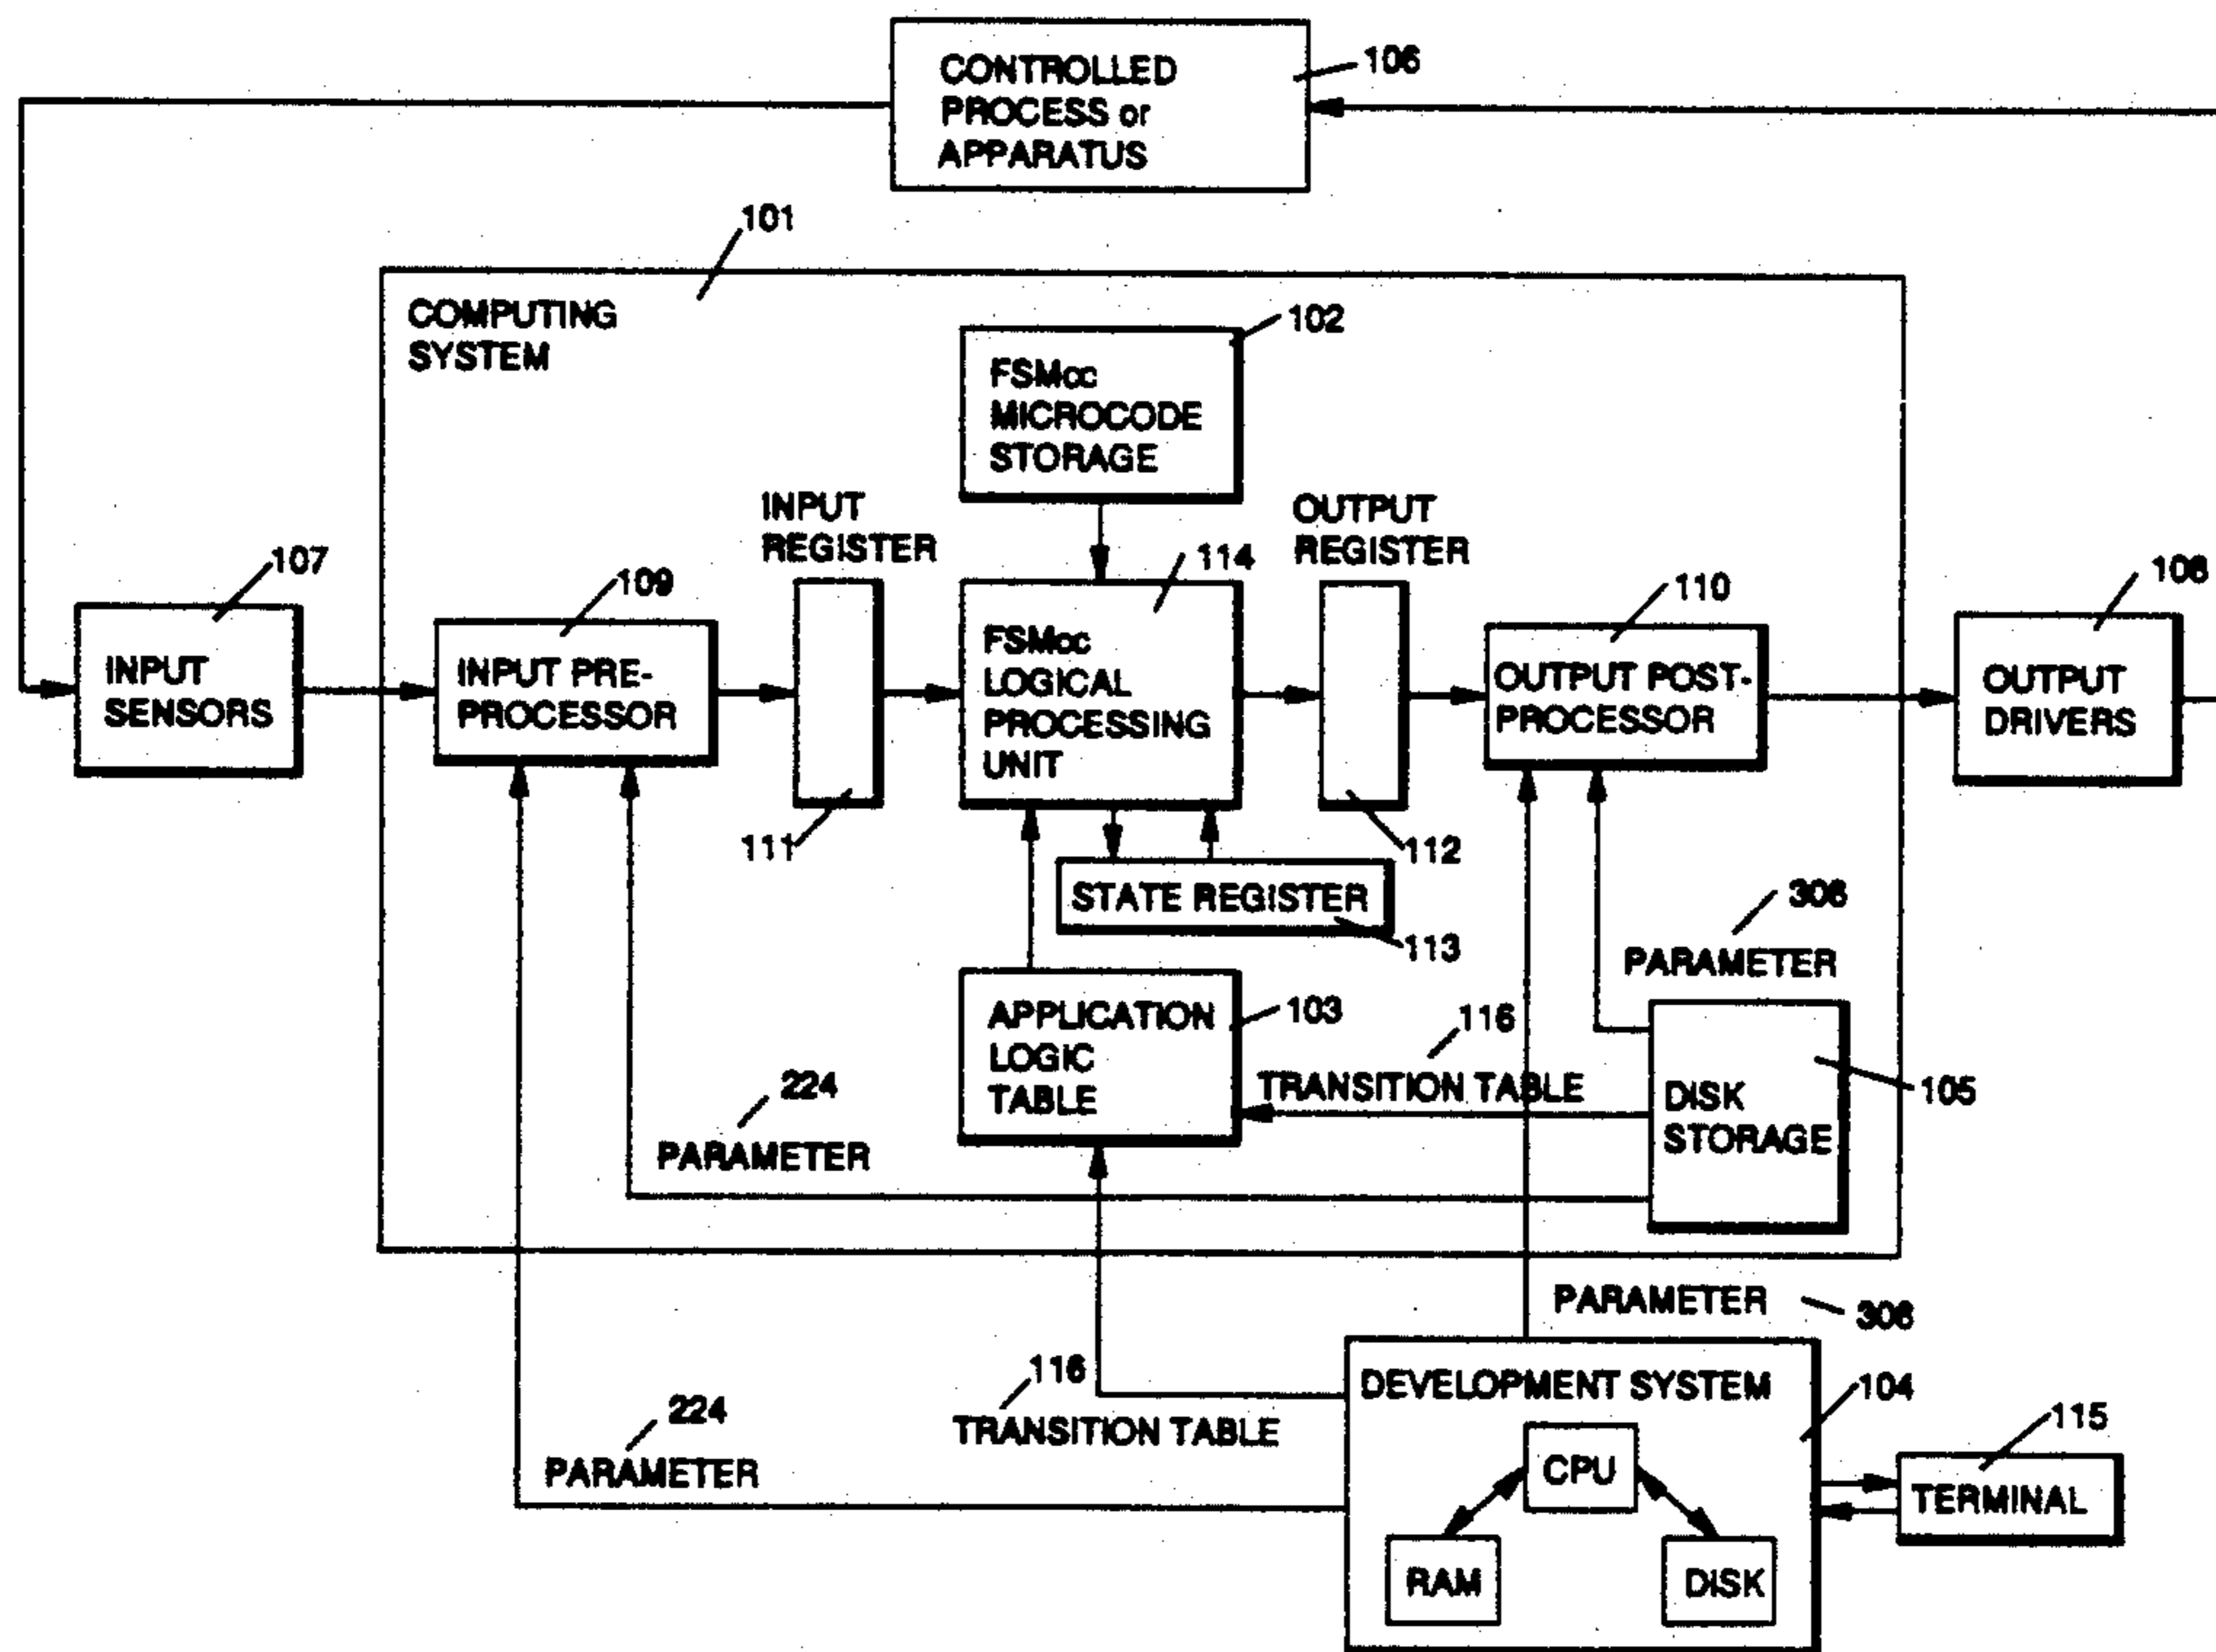 CONTROLLED
PROCESS or
APPARATUS
106
101
COMPUTING
SYSTEM
102
FSMcc
MICROCODE
STORAGE
INPUT
REGISTER
OUTPUT
REGISTER
107
109
114
110
108
INPUT
SENSORS
INPUT PRE-
PROCESSOR
FSMcc
LOGICAL
PROCESSING
UNIT
OUTPUT POST-
PROCESSOR
OUTPUT
DRIVERS
111
112
STATE REGISTER
113
306
PARAMETER
APPLICATION
LOGIC
TABLE
103
116
TRANSITION TABLE
DISK
STORAGE
105
224
PARAMETER
PARAMETER
306
116
TRANSITION TABLE
224
PARAMETER
DEVELOPMENT SYSTEM
104
CPU
RAM
DISK
115
TERMINAL